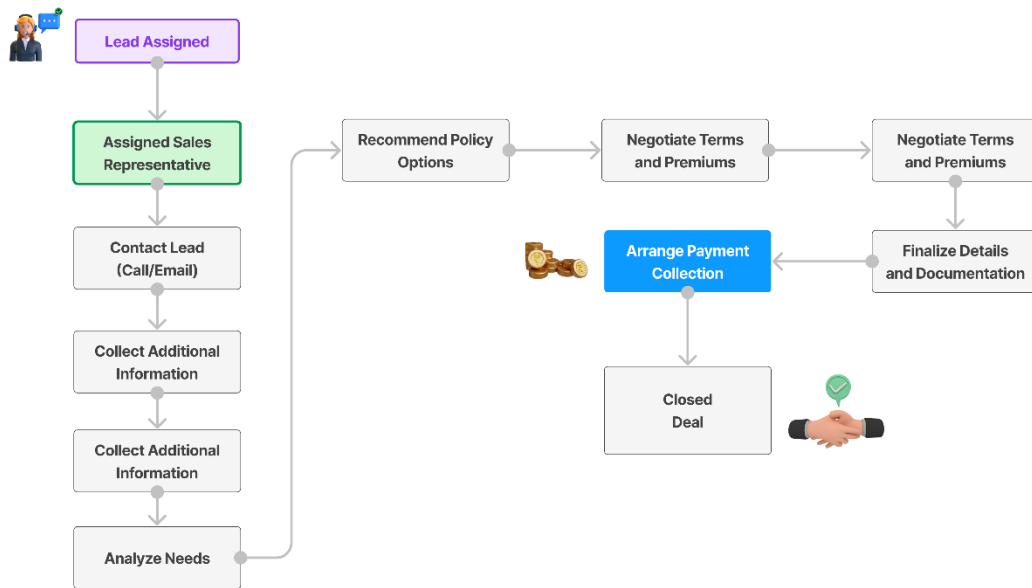 Lead Assigned
Assigned Sales
Representative
Contact Lead
(Call/Email)
Collect Additional
Information
Collect Additional
Information
Analyze Needs
Recommend Policy
Options
Negotiate Terms
and Premiums
Negotiate Terms
and Premiums
Finalize Details
and Documentation
Arrange Payment
Collection
Closed
Deal